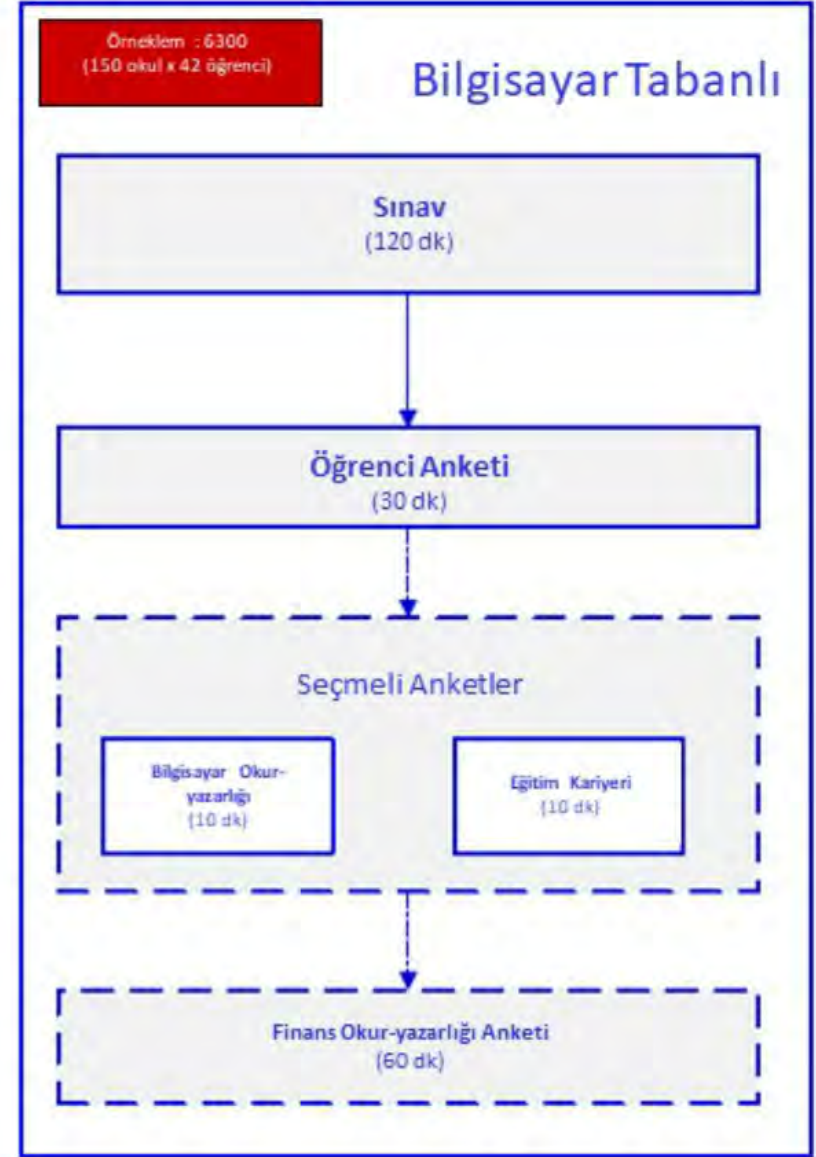 Örneklem : 6300
(150 okul x 42 öğrenci)
Bilgisayar Tabanlı
Sınav
(120 dk)
Öğrenci Anketi
(30 dk)
Seçmeli Anketler
Bilgisayar Okur-
yazarlığı
(10 dk)
Eğitim Kariyeri
(10 dk)
Finans Okur-yazarlığı Anketi
(60 dk)